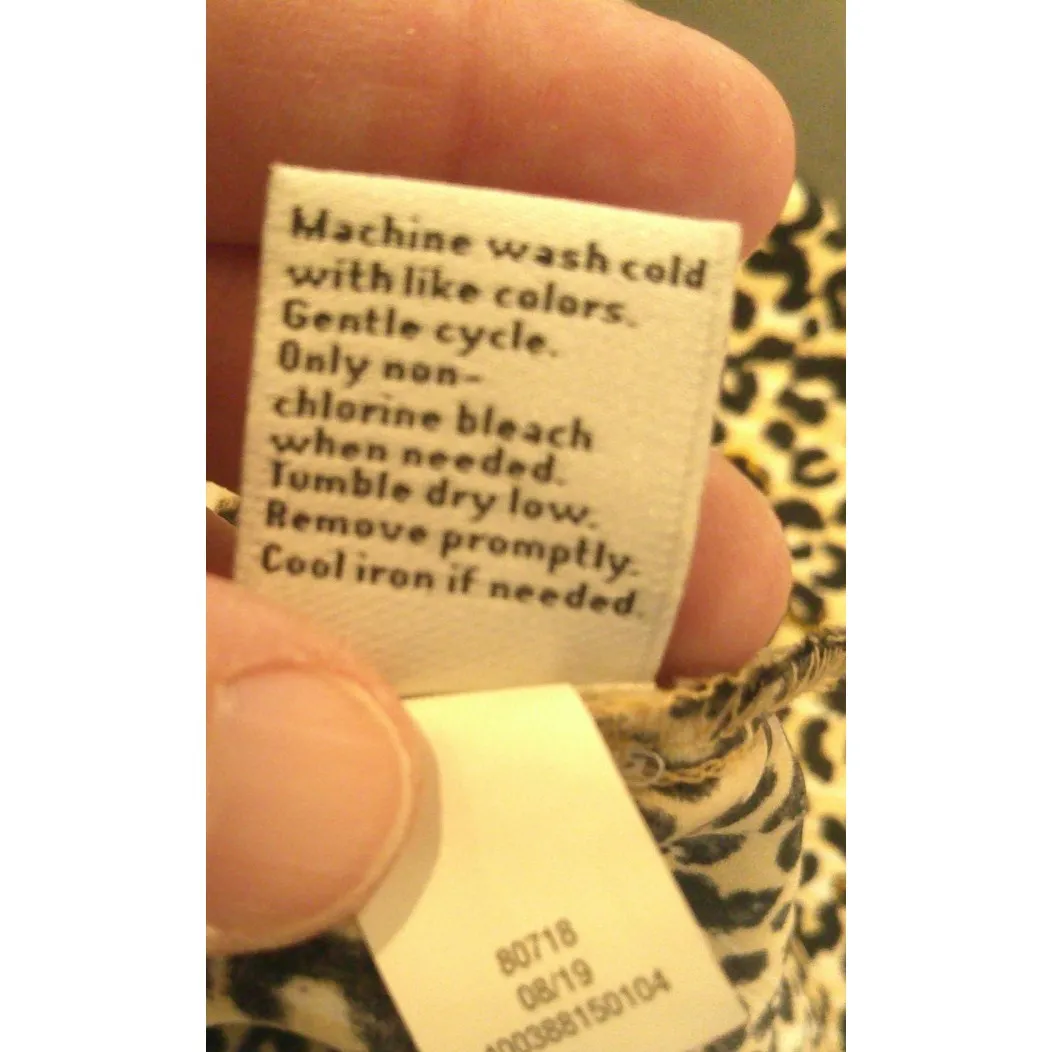 Machine wash cold
with like colors.
Gentle cycle.
Only non-
chlorine bleach
when needed.
Tumble dry low.
Remove promptly.
Cool iron if needed.
80718
08/19